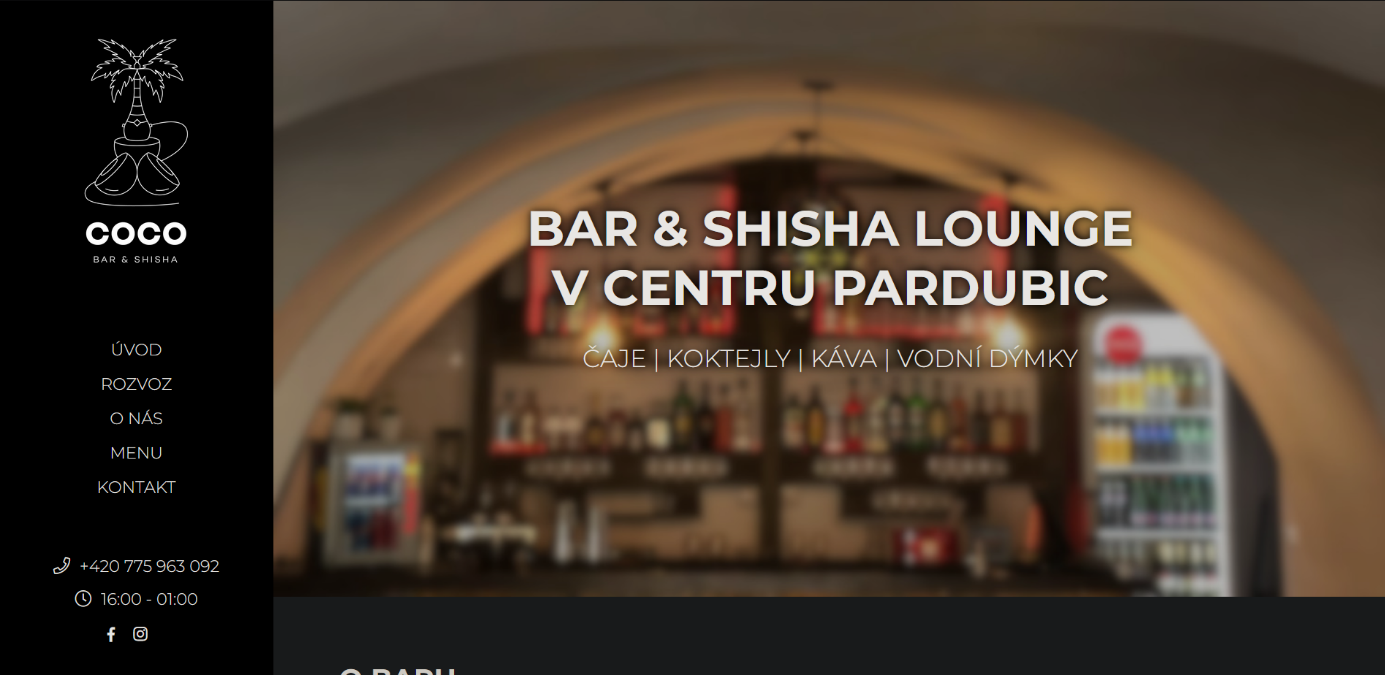 COCO
BAR & SHISHA
ÚVOD
ROZVOZ
O NÁS
MENU
KONTAKT
+420 775 963 092
16:00 - 01:00
BAR & SHISHA LOUNGE
V CENTRU PARDUBIC
ČAJE | KOKTEJLY | KÁVA | VODNÍ DÝMKY
O BARU